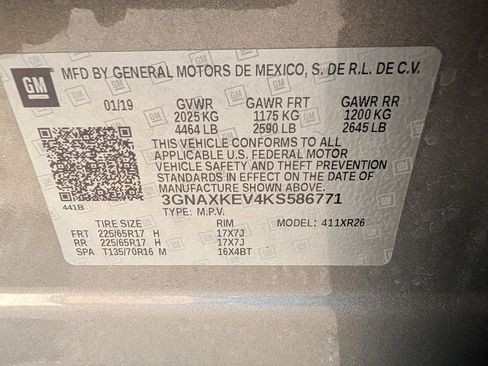 GM
MFD BY GENERAL MOTORS DE MEXICO, S. DE R.L. DE C.V.
01/19 GVWR GAWR FRT GAWR RR
2025 KG 1175 KG 1200 KG
4464 LB 2590 LB 2645 LB
THIS VEHICLE CONFORMS TO ALL
APPLICABLE U.S. FEDERAL MOTOR
VEHICLE SAFETY AND THEFT PREVENTION
STANDARDS IN EFFECT ON THE DATE OF
MANUFACTURE SHOWN ABOVE.
3GNAXKEV4KS586771
441B
TYPE: M.P.V. MODEL: 411XR26
TIRE SIZE RIM
FRT 225/65R17 H 17X7J
RR 225/65R17 H 17X7J
SPA T135/70R16 M 16X4BT
GM